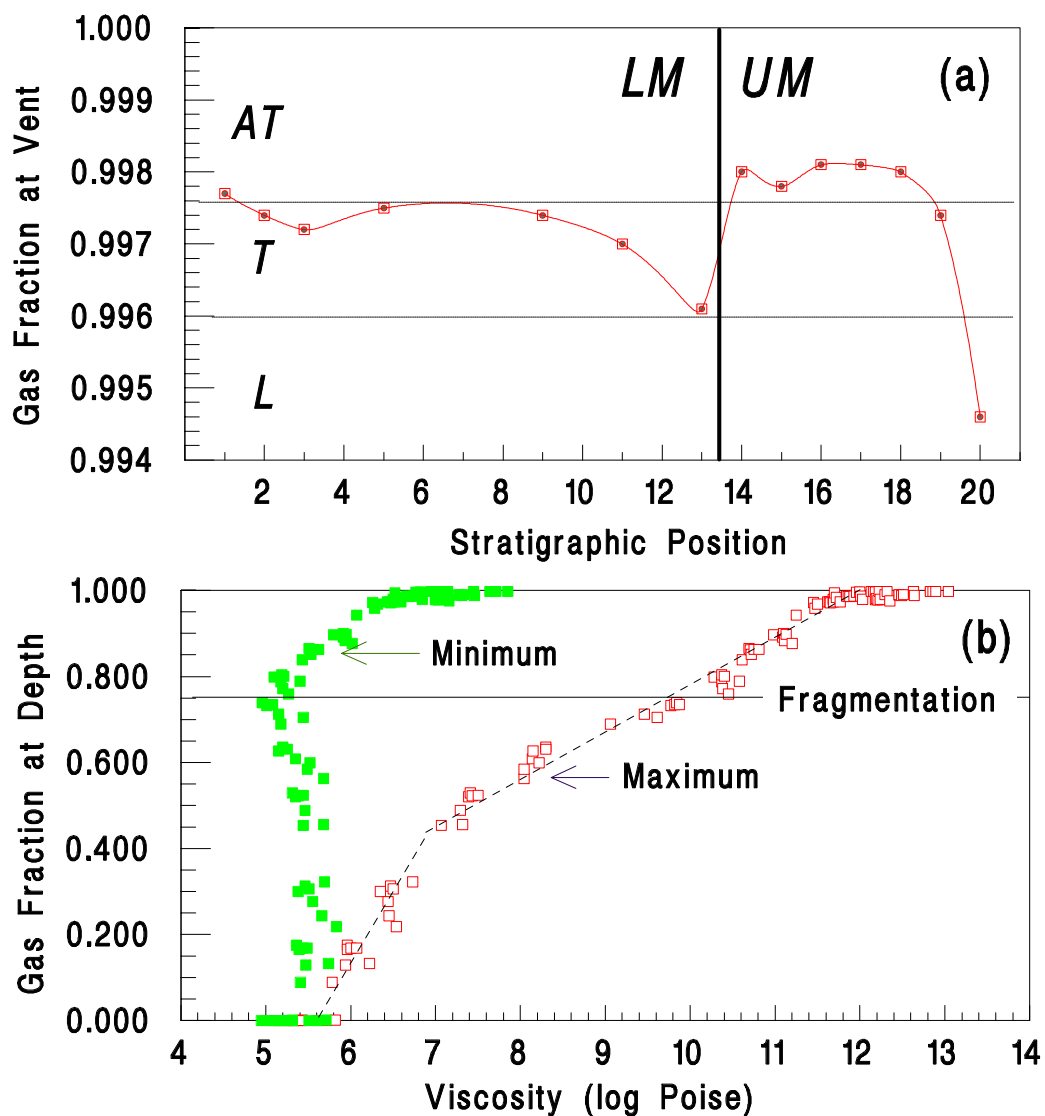 1.000
0.999
0.998
0.997
0.996
0.995
0.994
Gas Fraction at Vent
AT
T
L
LM
UM
(a)
2 4 6 8 10 12 14 16 18 20
Stratigraphic Position
1.000
0.800
0.600
0.400
0.200
0.000
Gas Fraction at Depth
(b)
Minimum
Fragmentation
Maximum
4 5 6 7 8 9 10 11 12 13 14
Viscosity (log Poise)